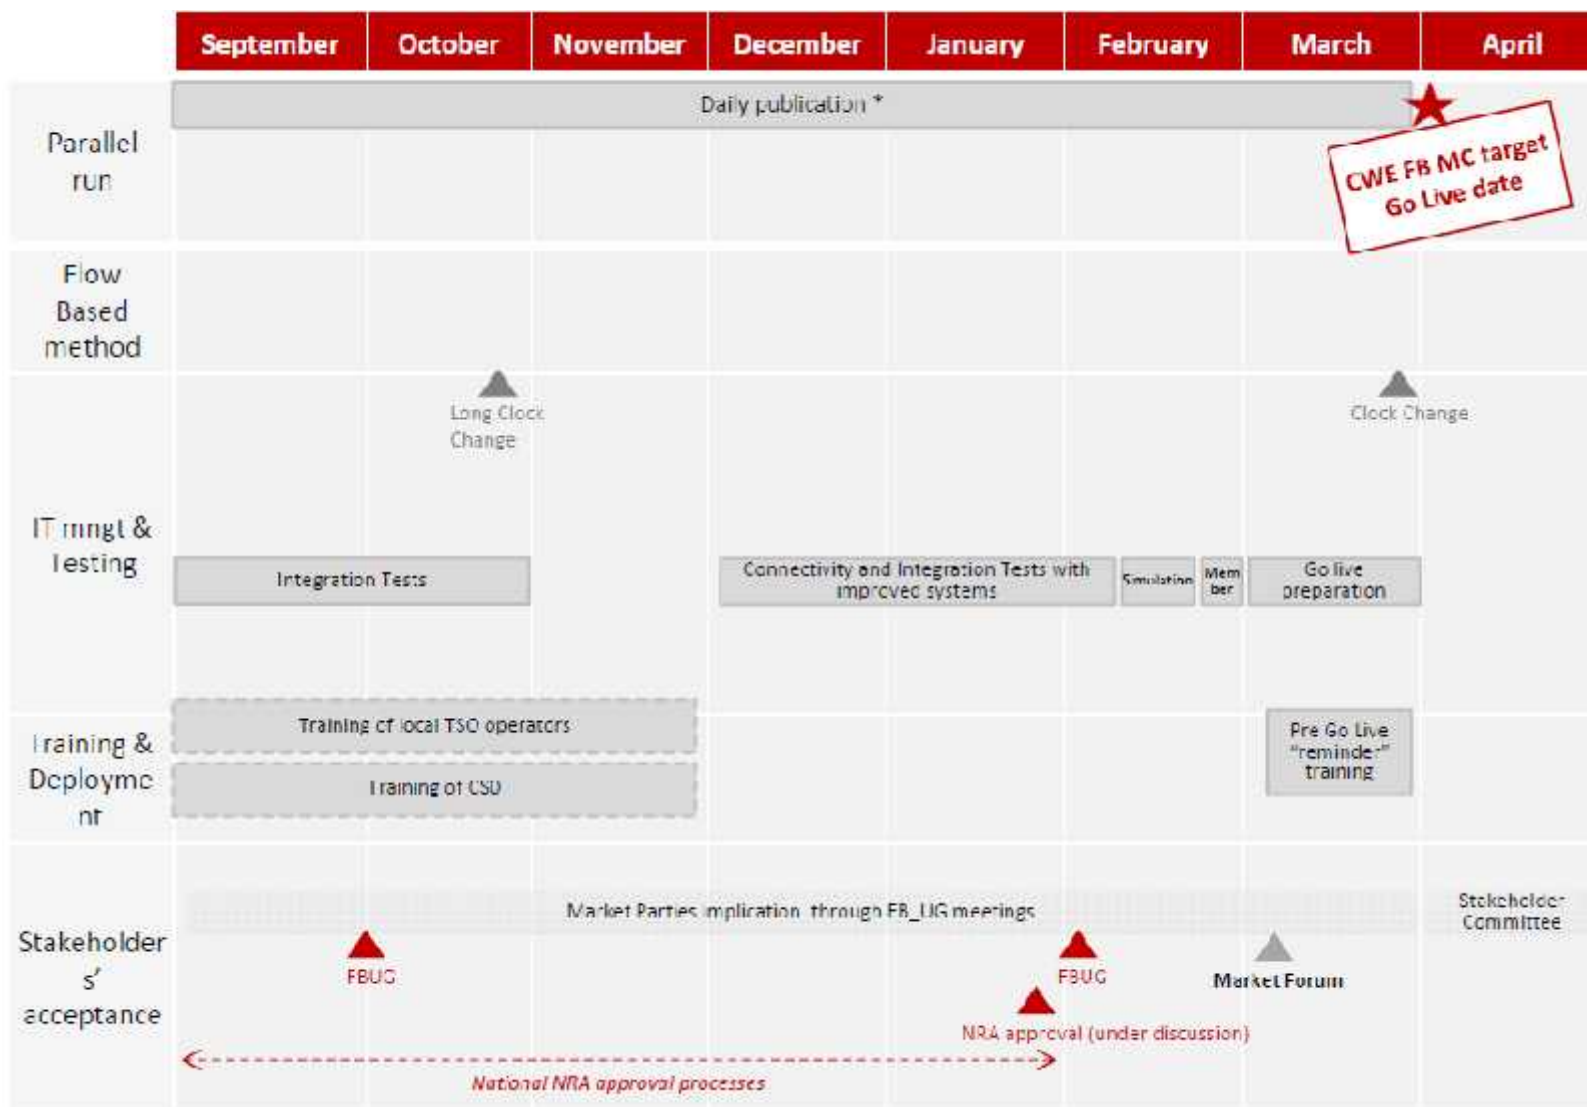 September October November December January February March April
Parallel
run
Daily publication *
CWE FB MC target
Go Live date
Flow
Based
method
Long Clock
Change
Clock Change
IT mngt &
Testing
Integration Tests
Connectivity and Integration Tests with
improved systems
Simulation
Mem
ber
Go live
preparation
Training &
Deployme
nt
Training of local TSO operators
Training of CSO
Pre Go Live
“reminder”
training
Stakeholder
s’
acceptance
Market Parties implication through FB_UG meetings
Stakeholder
Committee
FBUG
FBUG
Market Forum
NRA approval (under discussion)
National NRA approval processes